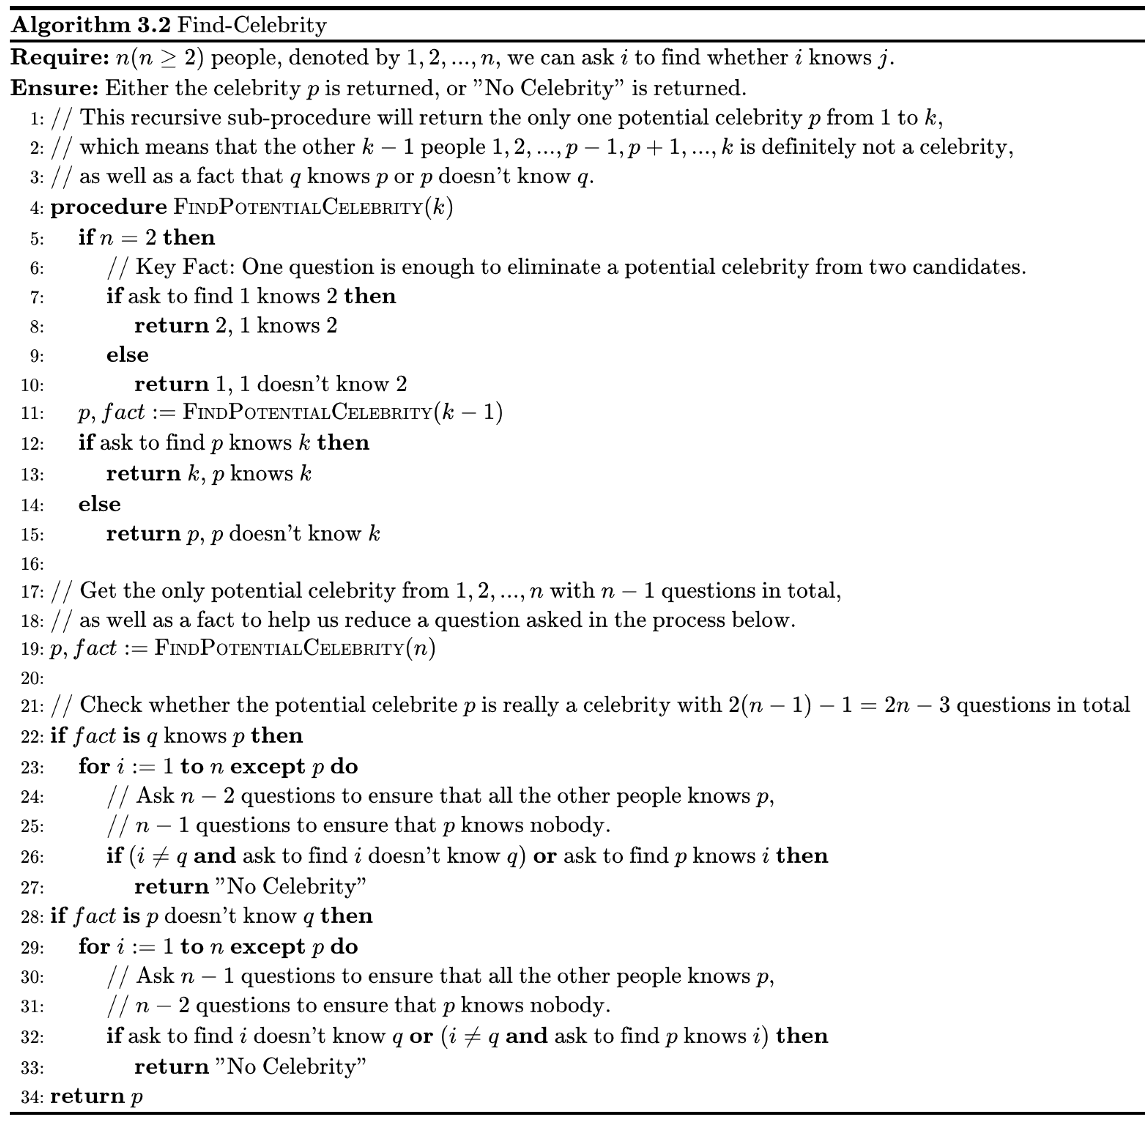 Algorithm 3.2 Find-Celebrity
Require: n(n ≥ 2) people, denoted by 1, 2, ..., n, we can ask i to find whether i knows j.
Ensure: Either the celebrity p is returned, or ”No Celebrity” is returned.
1: // This recursive sub-procedure will return the only one potential celebrity p from 1 to k,
2: // which means that the other k − 1 people 1, 2, ..., p − 1, p + 1, ..., k is definitely not a celebrity,
3: // as well as a fact that q knows p or p doesn’t know q.
4: procedure FindPotentialCelebrity(k)
5: if n = 2 then
6: // Key Fact: One question is enough to eliminate a potential celebrity from two candidates.
7: if ask to find 1 knows 2 then
8: return 2, 1 knows 2
9: else
10: return 1, 1 doesn’t know 2
11: p, fact := FindPotentialCelebrity(k − 1)
12: if ask to find p knows k then
13: return k, p knows k
14: else
15: return p, p doesn’t know k
16:
17: // Get the only potential celebrity from 1, 2, ..., n with n − 1 questions in total,
18: // as well as a fact to help us reduce a question asked in the process below.
19: p, fact := FindPotentialCelebrity(n)
20:
21: // Check whether the potential celebrite p is really a celebrity with 2(n − 1) − 1 = 2n − 3 questions in total
22: if fact is q knows p then
23: for i := 1 to n except p do
24: // Ask n − 2 questions to ensure that all the other people knows p,
25: // n − 1 questions to ensure that p knows nobody.
26: if (i ≠ q and ask to find i doesn’t know q) or ask to find p knows i then
27: return ”No Celebrity”
28: if fact is p doesn’t know q then
29: for i := 1 to n except p do
30: // Ask n − 1 questions to ensure that all the other people knows p,
31: // n − 2 questions to ensure that p knows nobody.
32: if ask to find i doesn’t know q or (i ≠ q and ask to find p knows i) then
33: return ”No Celebrity”
34: return p